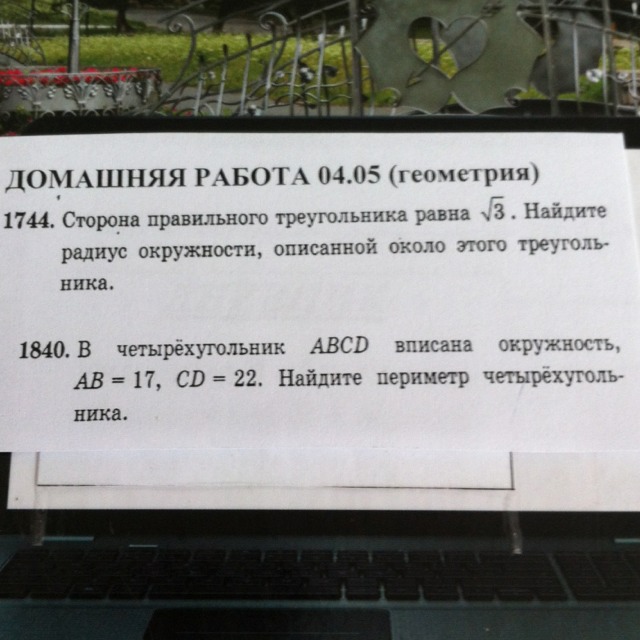 ДОМАШНЯЯ РАБОТА 04.05 (геометрия)
1744. Сторона правильного треугольника равна √3. Найдите
радиус окружности, описанной около этого треуголь-
ника.
1840. В четырёхугольник ABCD вписана окружность,
AB = 17, CD = 22. Найдите периметр четырёхуголь-
ника.